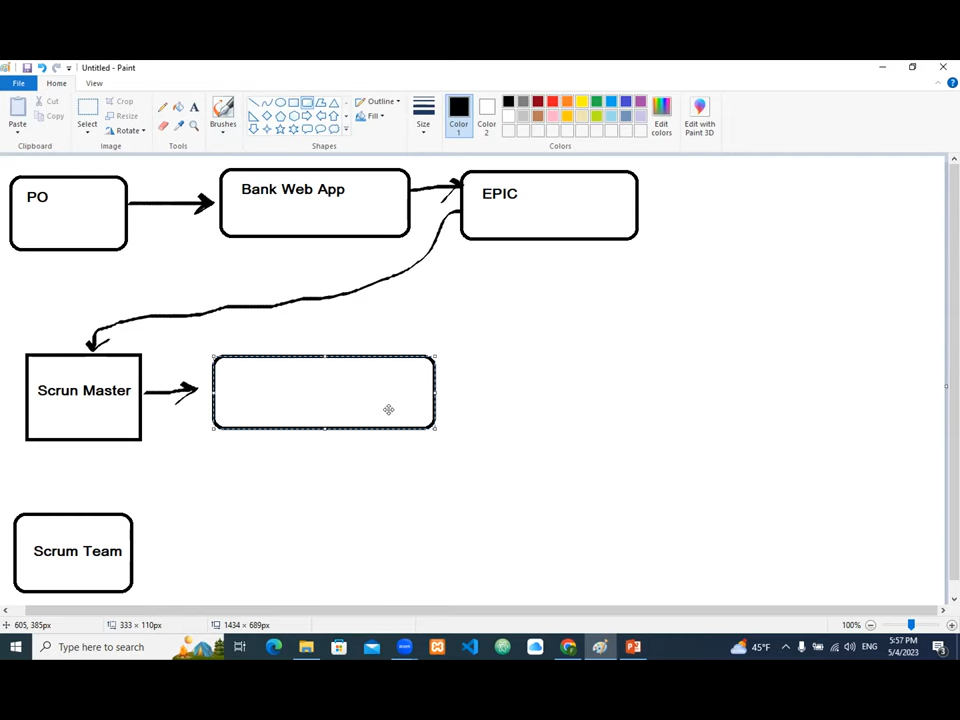 Untitled - Paint
File
Home
View
Paste
Cut
Copy
Clipboard
Select
Crop
Resize
Rotate
Image
A
Tools
Brushes
Shapes
Outline
Fill
Size
Color 1
Color 2
Colors
Edit colors
Edit with Paint 3D
PO
Bank Web App
EPIC
Scrun Master
Scrum Team
605, 385px
333 × 110px
1434 × 689px
100%
Type here to search
zoom
45°F
ENG
5:57 PM
5/4/2023
3